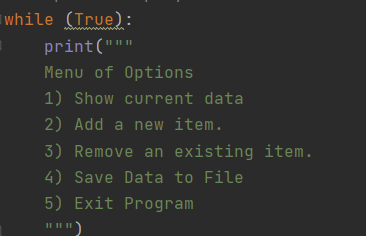 while (True):
    print("""
    Menu of Options
    1) Show current data
    2) Add a new item.
    3) Remove an existing item.
    4) Save Data to File
    5) Exit Program
    """)